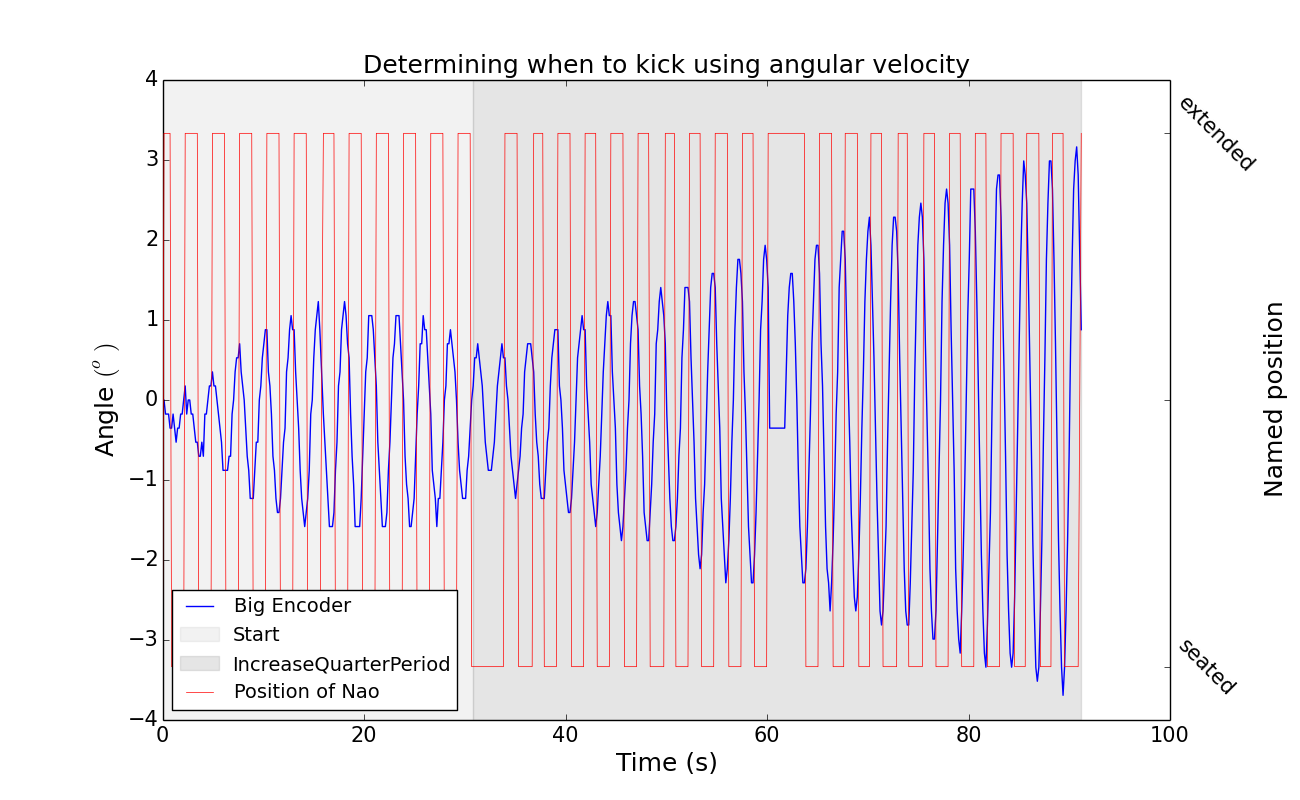 Determining when to kick using angular velocity
4
3
2
1
0
−1
−2
−3
−4
Angle (°)
0
20
40
60
80
100
Time (s)
extended
seated
Named position
Big Encoder
Start
IncreaseQuarterPeriod
Position of Nao